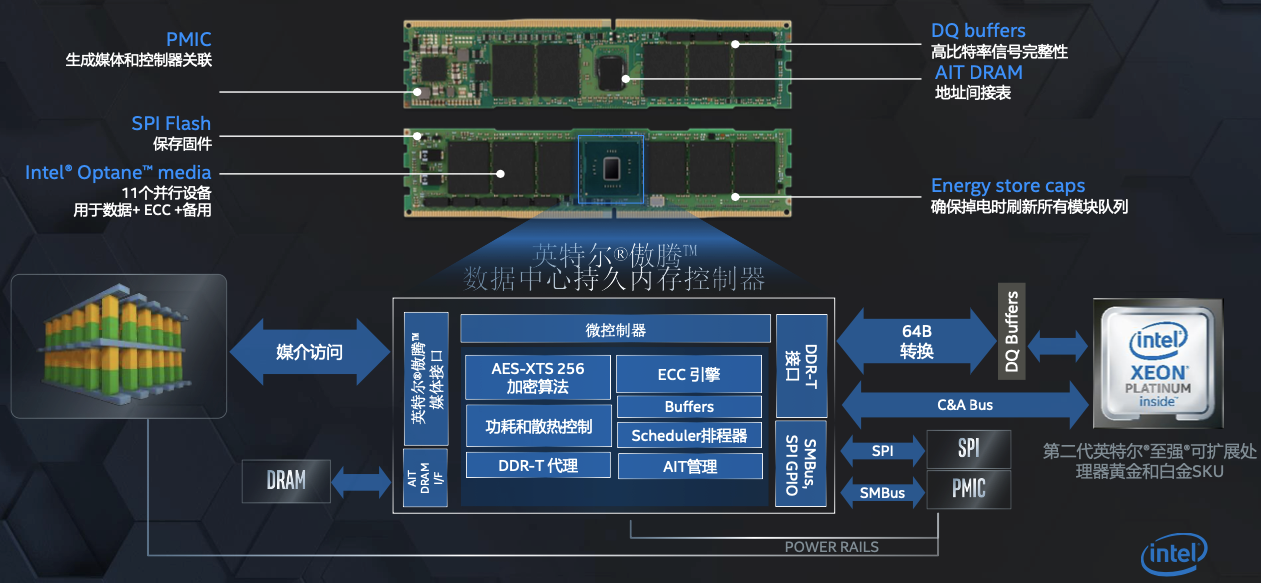 PMIC
生成媒体和控制器关联
SPI Flash
保存固件
Intel® Optane™ media
11个并行设备
用于数据+ ECC +备用
DQ buffers
高比特率信号完整性
AIT DRAM
地址间接表
Energy store caps
确保掉电时刷新所有模块队列
英特尔®傲腾™
数据中心持久内存控制器
媒介访问
DRAM
英特尔®傲腾™
媒体接口
AIT
DRAM
I/F
微控制器
AES-XTS 256
加密算法
功耗和散热控制
DDR-T 代理
ECC 引擎
Buffers
Scheduler排程器
AIT管理
DDR-T
接口
SMBus,
SPI GPIO
64B
转换
DQ Buffers
C&A Bus
SPI
SMBus
SPI
PMIC
POWER RAILS
intel®
XEON®
PLATINUM
inside™
第二代英特尔®至强®可扩展处
理器黄金和白金SKU
intel